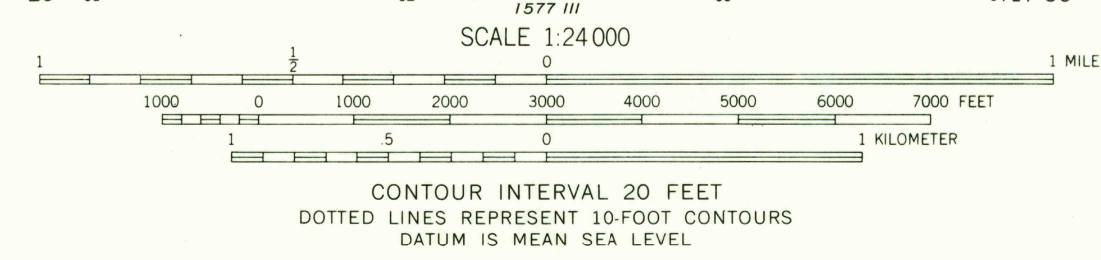 1577 III
SCALE 1:24 000
1 1/2 0 1 MILE
1000 0 1000 2000 3000 4000 5000 6000 7000 FEET
1 .5 0 1 KILOMETER
CONTOUR INTERVAL 20 FEET
DOTTED LINES REPRESENT 10-FOOT CONTOURS
DATUM IS MEAN SEA LEVEL